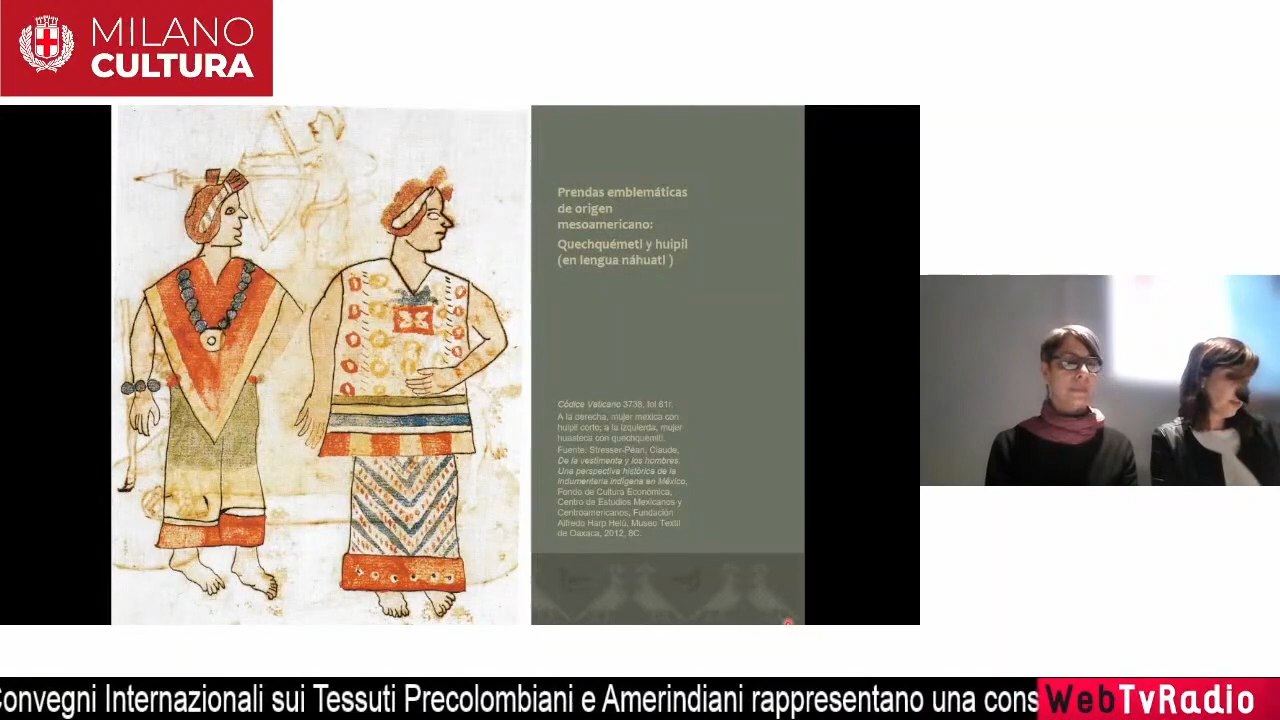 MILANO
CULTURA
Prendas emblemáticas
de origen
mesoamericano:
Quechquémetl y huipil
(en lengua náhuatl )
Códice Vaticano 3738, fol 61r.
A la derecha, mujer mexica con
huipil corto; a la izquierda, mujer
huasteca con quechquémitl.
Fuente: Stresser-Péan, Claude,
De la vestimenta y los hombres.
Una perspectiva histórica de la
indumentaria indígena en México,
Fondo de Cultura Económica,
Centro de Estudios Mexicanos y
Centroamericanos, Fundación
Alfredo Harp Helú, Museo Textil
de Oaxaca, 2012, 8C.
Convegni Internazionali sui Tessuti Precolombiani e Amerindiani rappresentano una cons
WebTvRadio